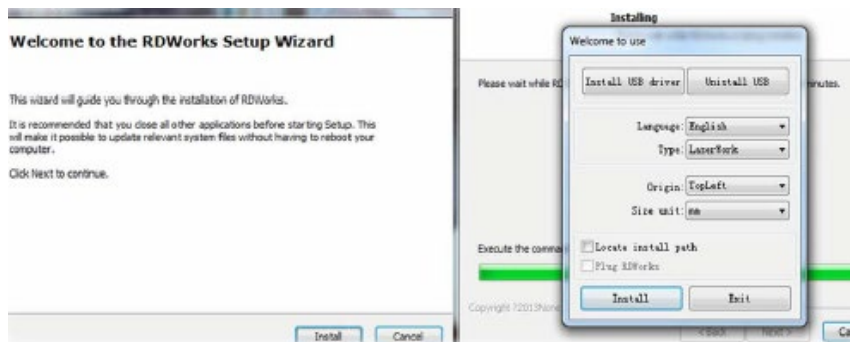 Welcome to the RDWorks Setup Wizard
This wizard will guide you through the installation of RDWorks.
It is recommended that you close all other applications before starting Setup. This
will make it possible to update relevant system files without having to reboot your
computer.
Click Next to continue.
Install
Cancel
Installing
Please wait while RD
inutes.
Welcome to use
Install USB driver
Unistall USB
Language: English
Type: LaserWork
Origin: TopLeft
Size unit: mm
Locate install path
Plug RDWorks
Install
Exit
Execute the comma
Copyright ?2013None
< Back
Next >
Ca